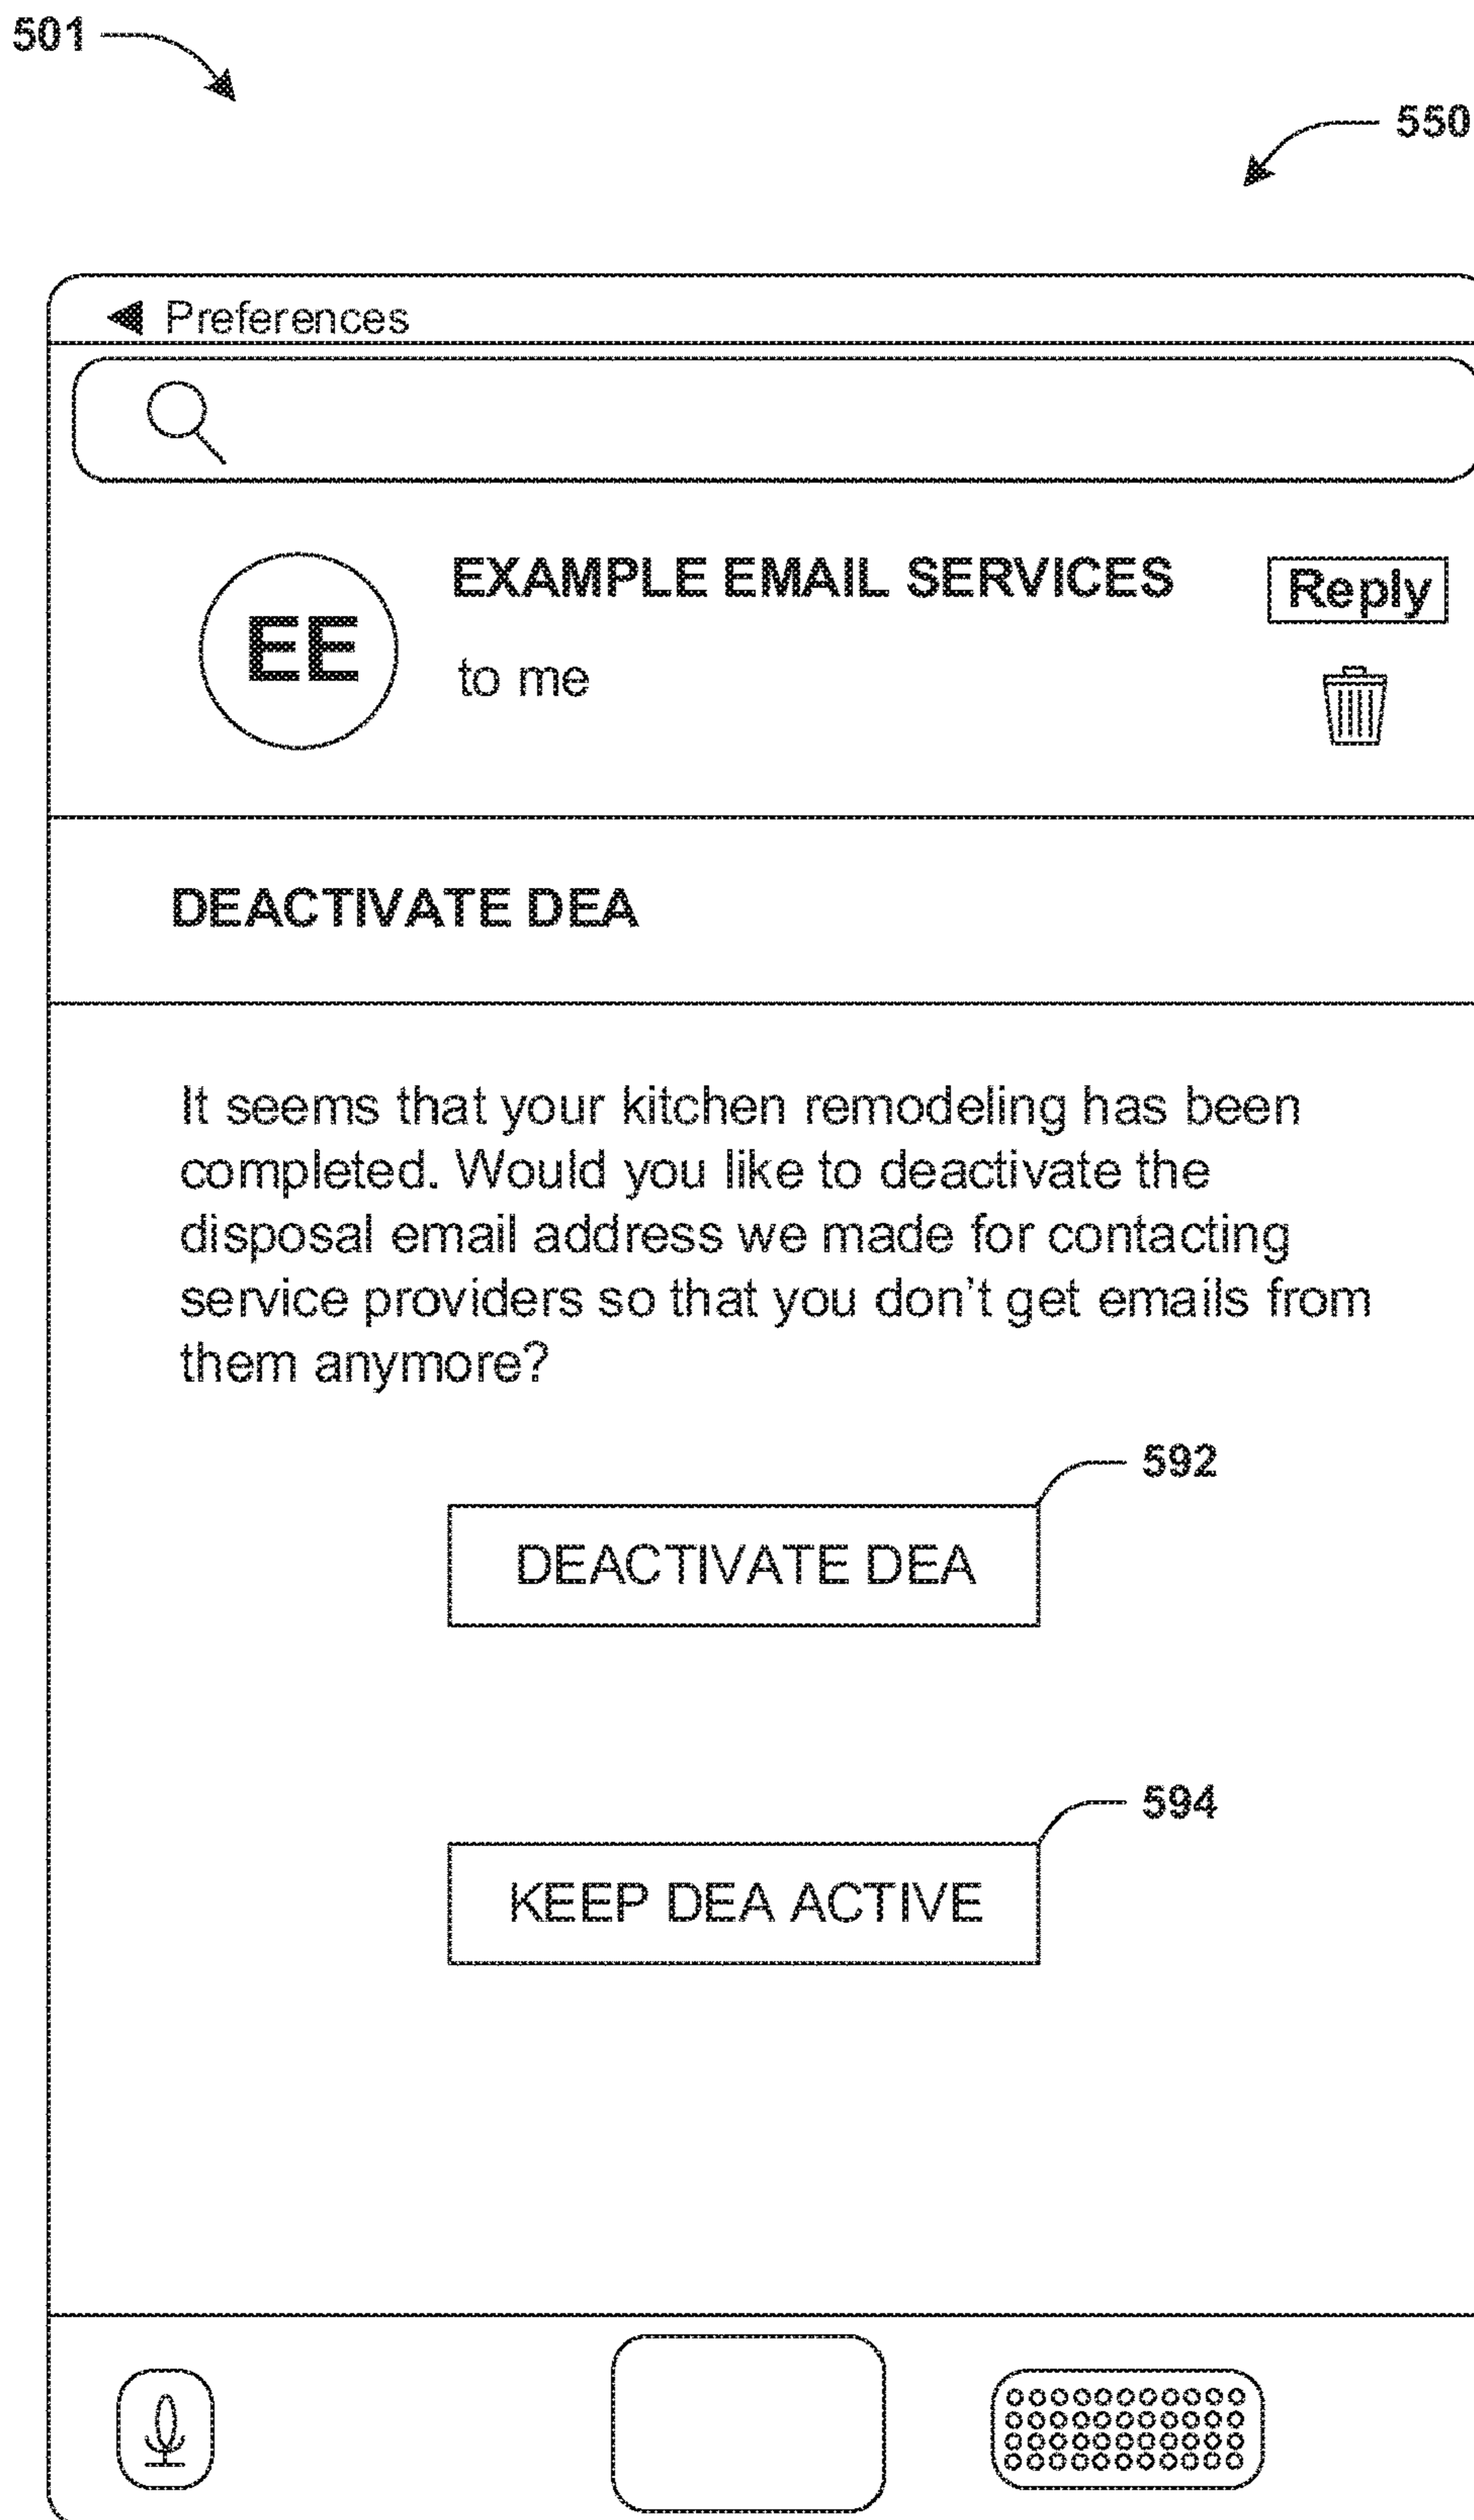 501
550
Preferences
EXAMPLE EMAIL SERVICES
Reply
EE
to me
DEACTIVATE DEA
It seems that your kitchen remodeling has been
completed. Would you like to deactivate the
disposal email address we made for contacting
service providers so that you don't get emails from
them anymore?
592
DEACTIVATE DEA
594
KEEP DEA ACTIVE